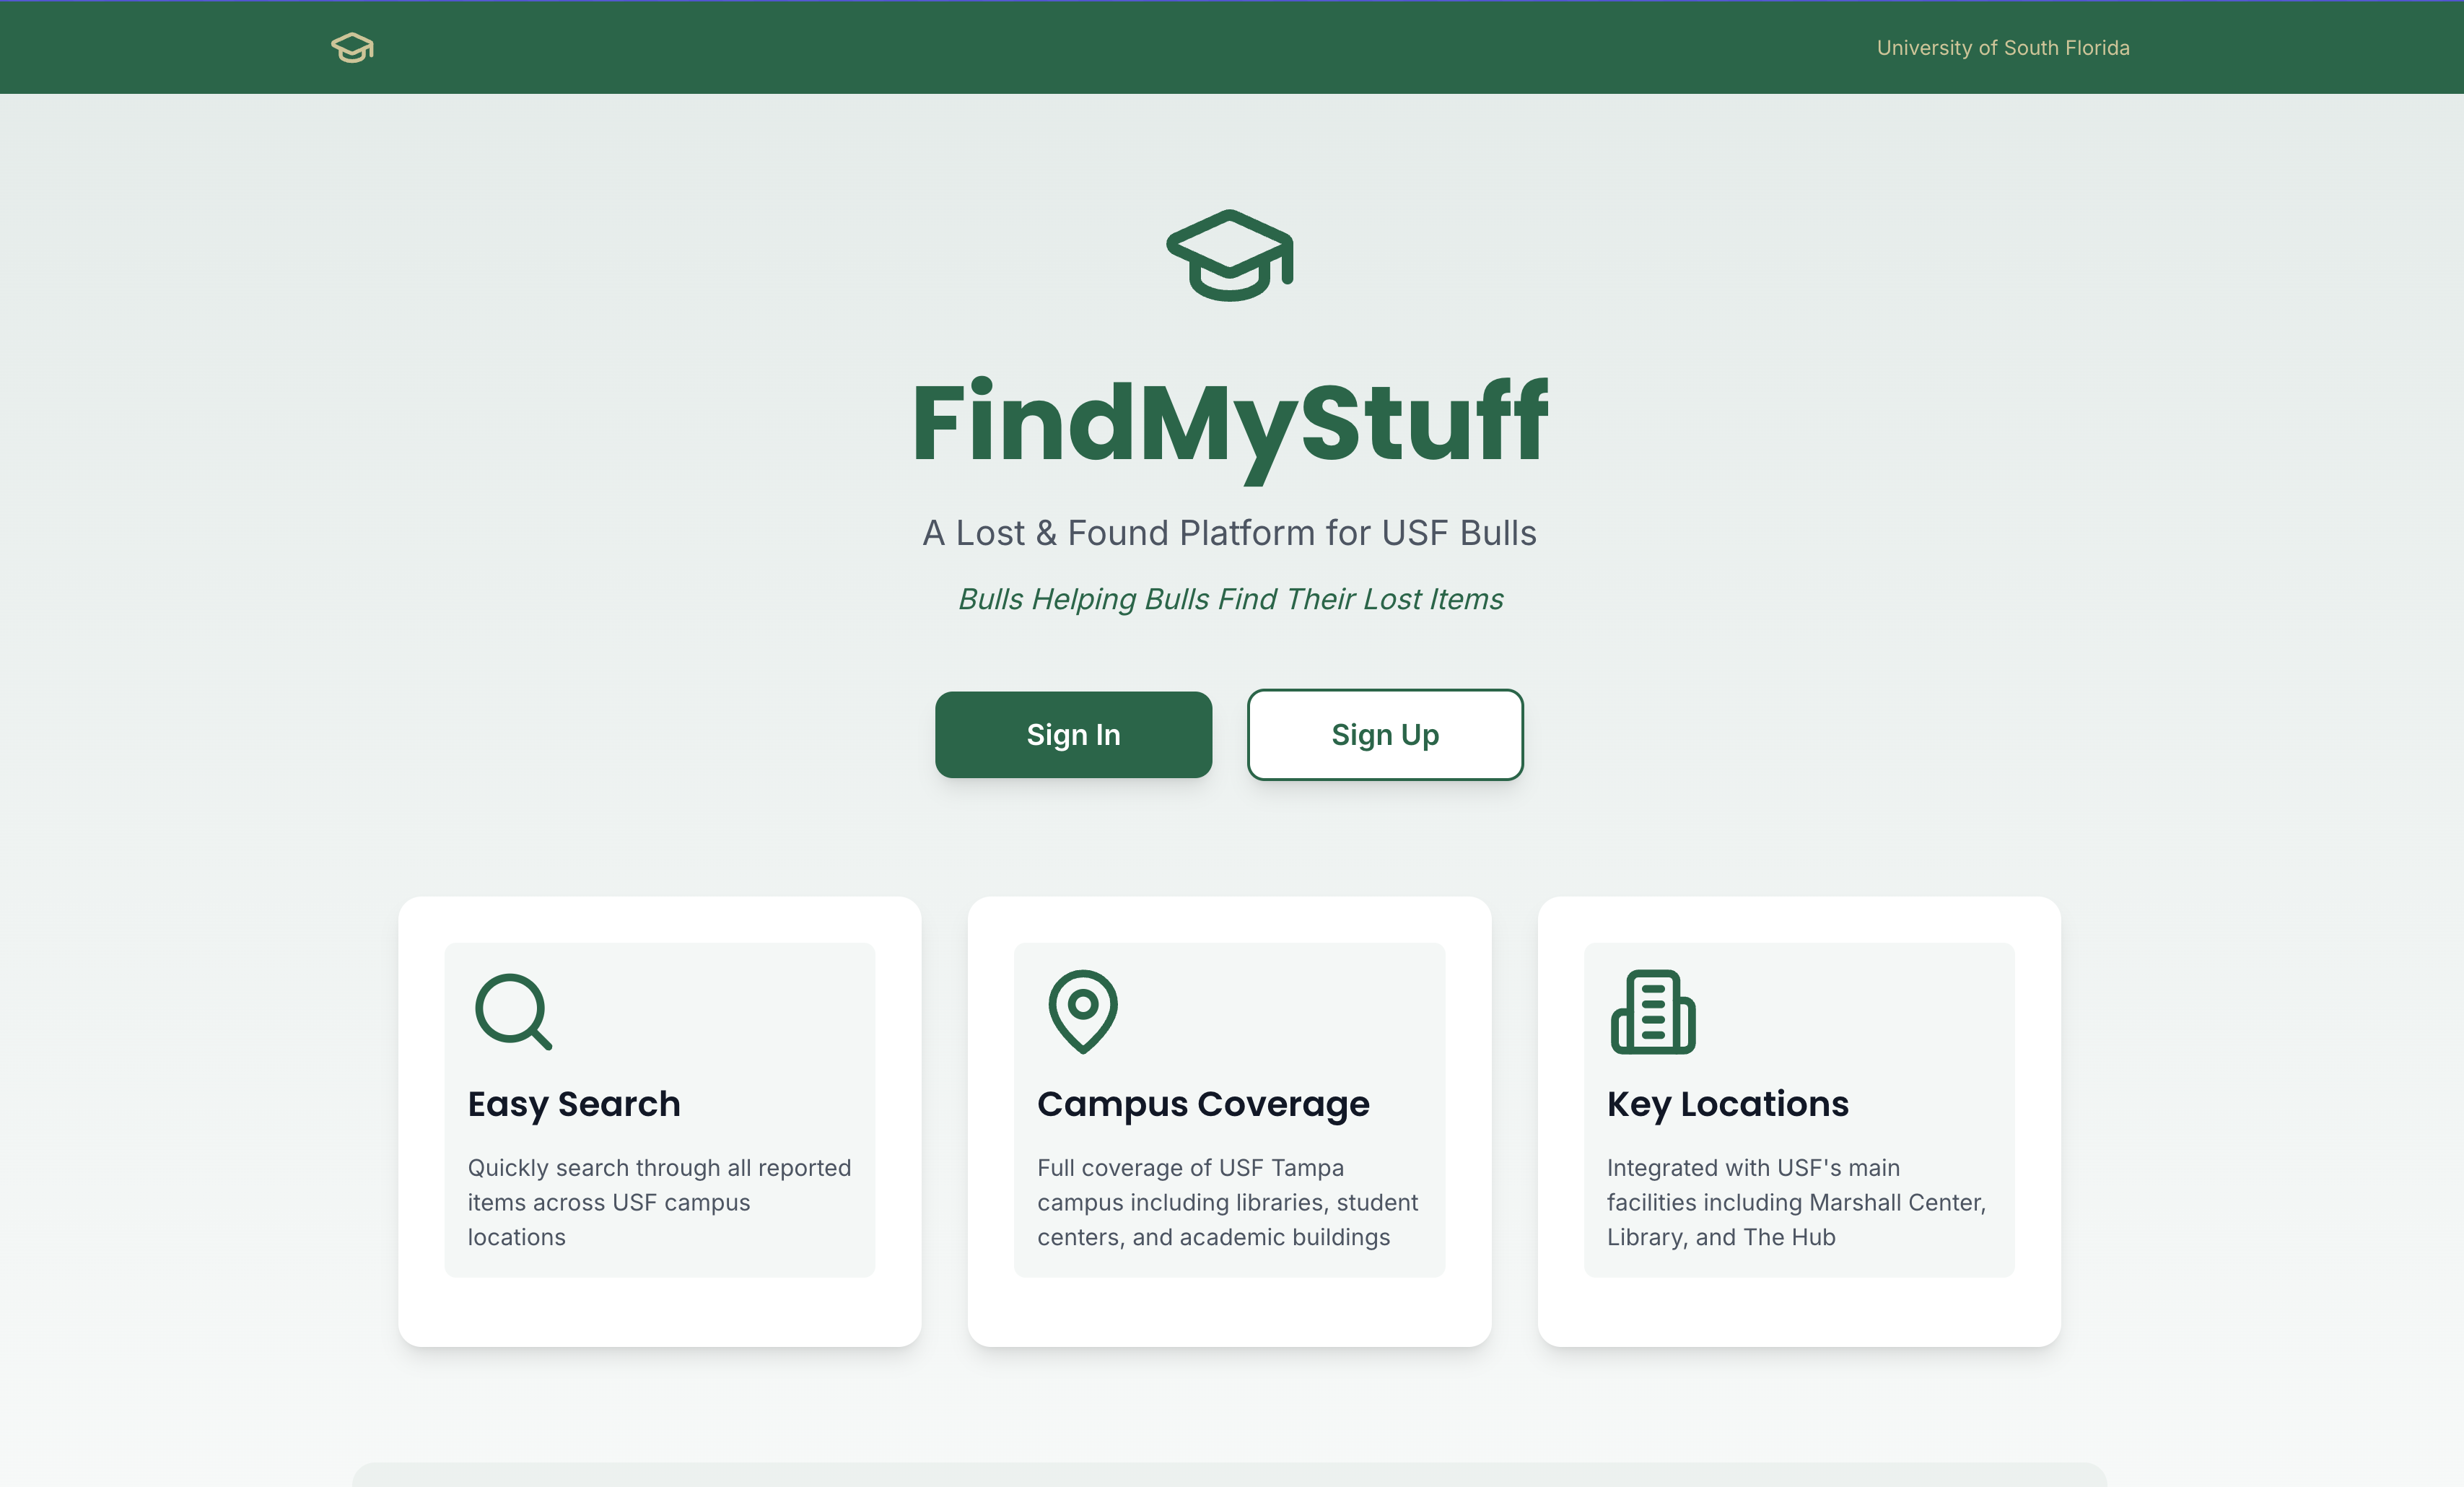 University of South Florida
FindMyStuff
A Lost & Found Platform for USF Bulls
Bulls Helping Bulls Find Their Lost Items
Sign In
Sign Up
Easy Search
Quickly search through all reported
items across USF campus
locations
Campus Coverage
Full coverage of USF Tampa
campus including libraries, student
centers, and academic buildings
Key Locations
Integrated with USF's main
facilities including Marshall Center,
Library, and The Hub